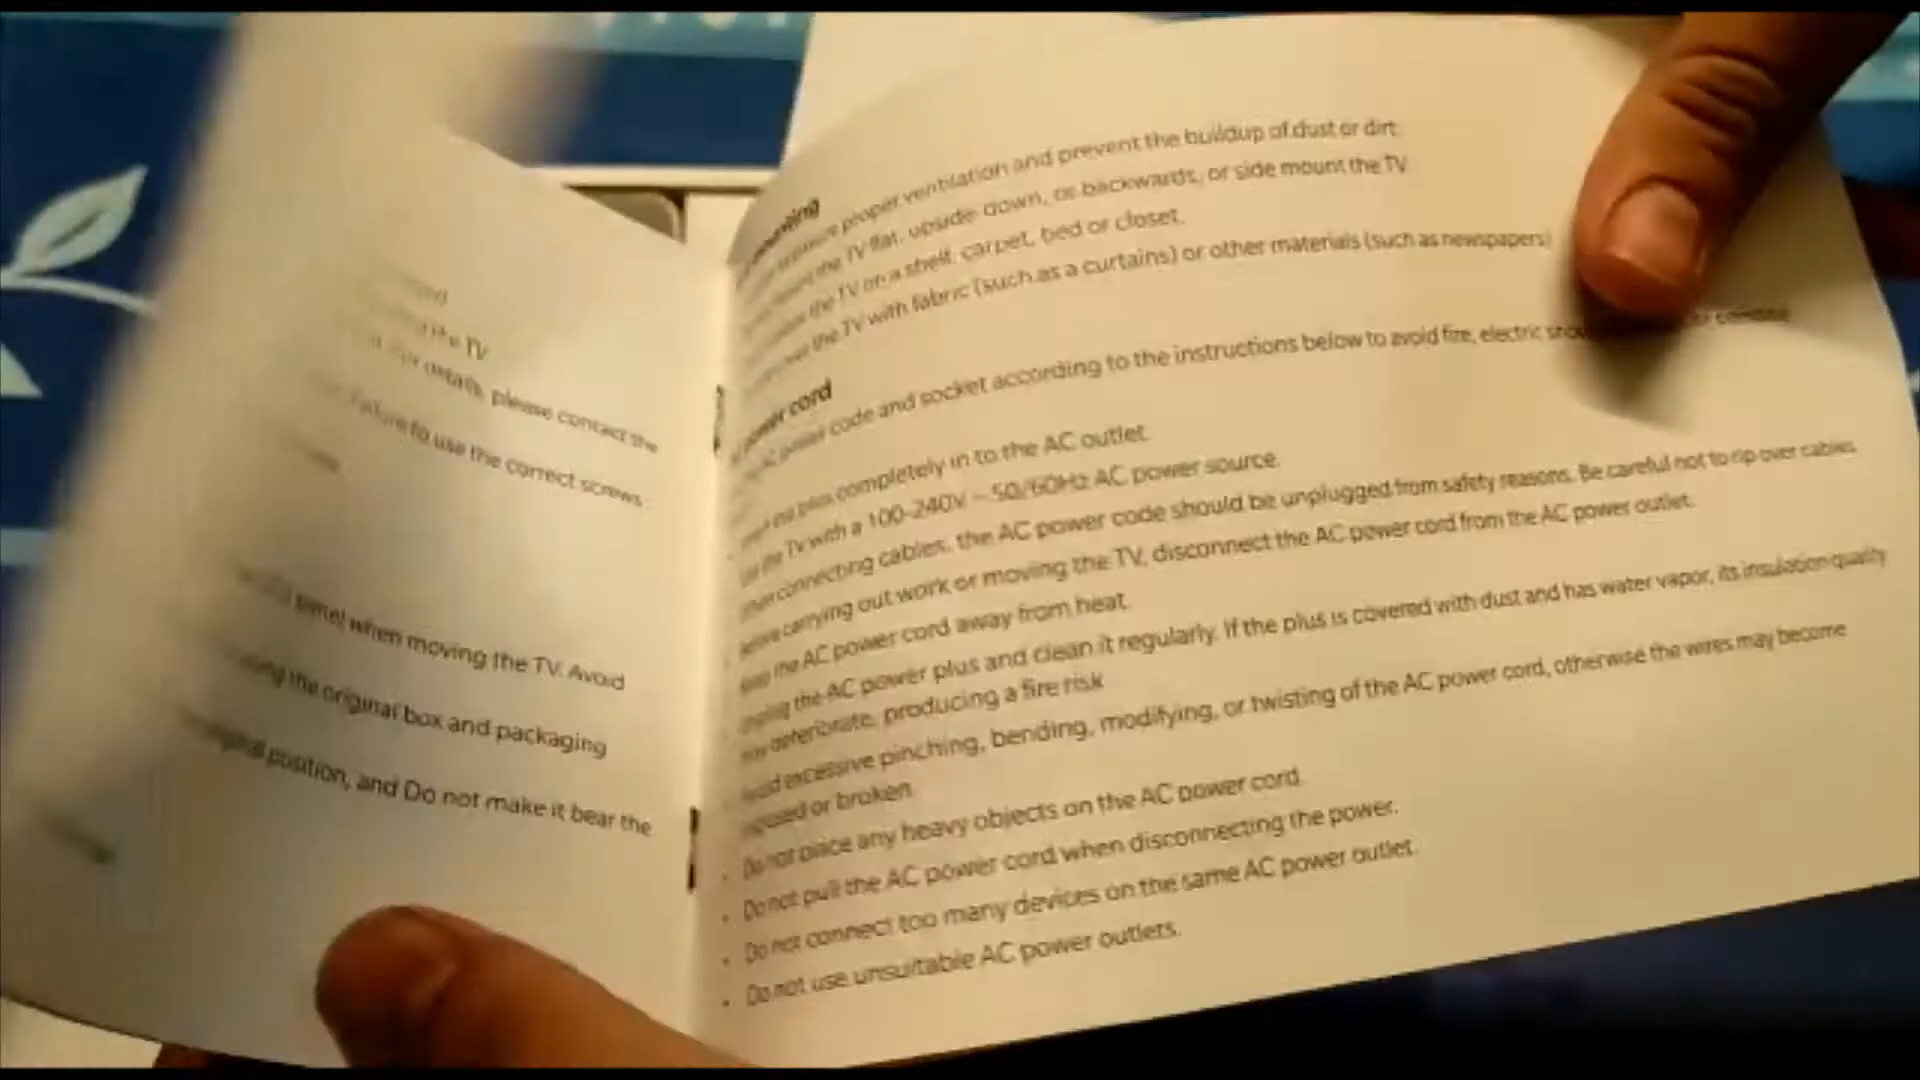 the TV
details, please contact the
failure to use the correct screws
panel when moving the TV. Avoid
the original box and packaging
position, and Do not make it bear the
proper ventilation and prevent the buildup of dust or dirt.
the TV flat, upside down, or backwards, or side mount the TV
the TV on a shelf, carpet, bed or closet.
the TV with fabric (such as a curtains) or other materials (such as newspapers)
power cord
AC power code and socket according to the instructions below to avoid fire, electric
completely in to the AC outlet.
the TV with a 100-240V ~ 50/60Hz AC power source.
When connecting cables, the AC power code should be unplugged from safety reasons. Be careful not to rip over cables
Before carrying out work or moving the TV, disconnect the AC power cord from the AC power outlet.
Keep the AC power cord away from heat.
Unplug the AC power plus and clean it regularly. If the plus is covered with dust and has water vapor, its insulation quality
may deteriorate, producing a fire risk
Avoid excessive pinching, bending, modifying, or twisting of the AC power cord, otherwise the wires may become
exposed or broken.
• Do not place any heavy objects on the AC power cord.
• Do not pull the AC power cord when disconnecting the power.
• Do not connect too many devices on the same AC power outlet.
• Do not use unsuitable AC power outlets.